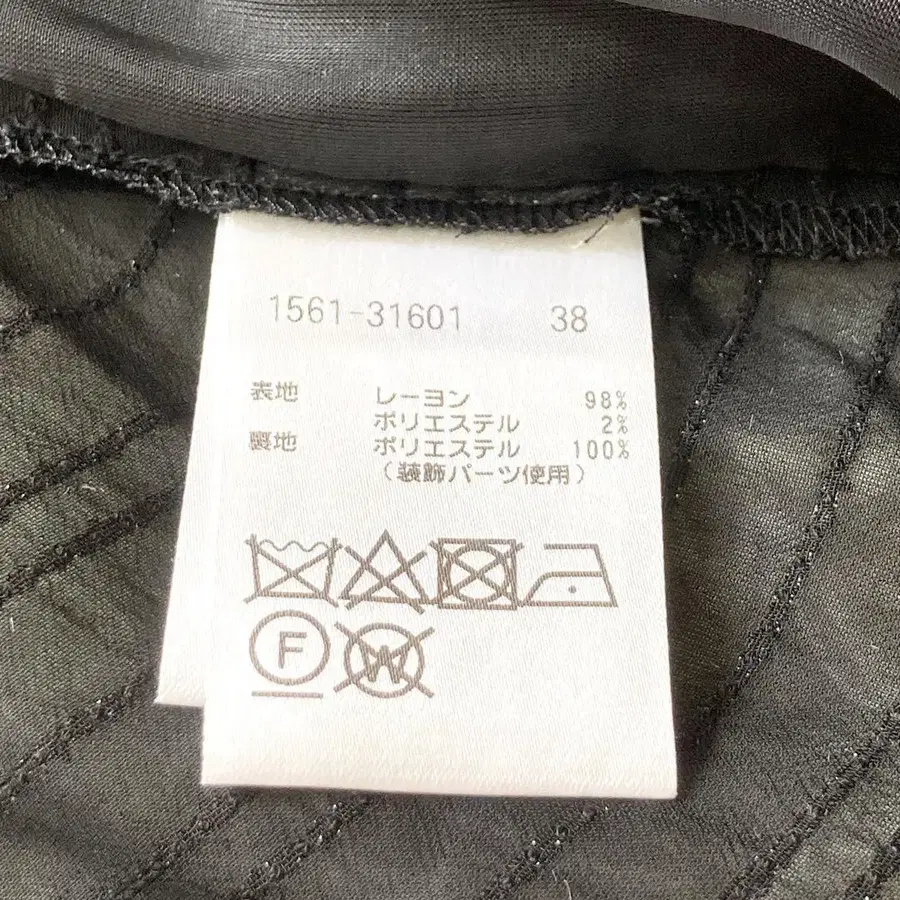 1561-31601 38
表地 レーヨン 98%
ポリエステル 2%
裏地 ポリエステル 100%
(装飾パーツ使用)
F W